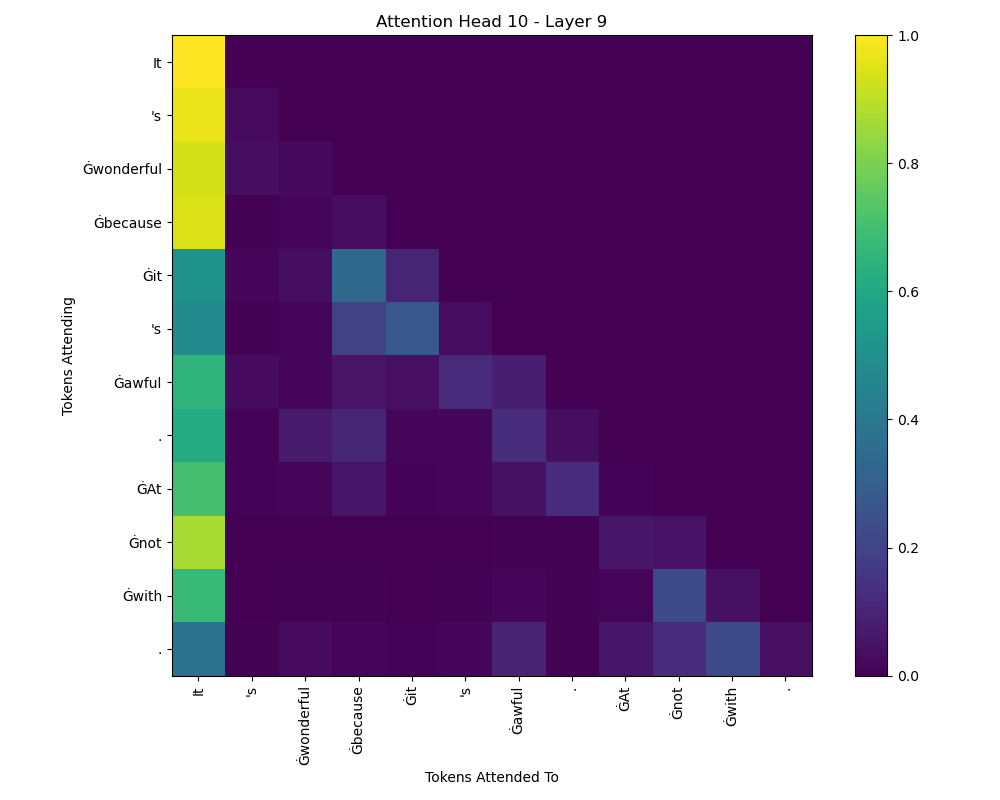 Attention Head 10 - Layer 9
It
's
Ġwonderful
Ġbecause
Ġit
's
Ġawful
.
ĠAt
Ġnot
Ġwith
.
Tokens Attending
It
's
Ġwonderful
Ġbecause
Ġit
's
Ġawful
.
ĠAt
Ġnot
Ġwith
.
Tokens Attended To
1.0
0.8
0.6
0.4
0.2
0.0